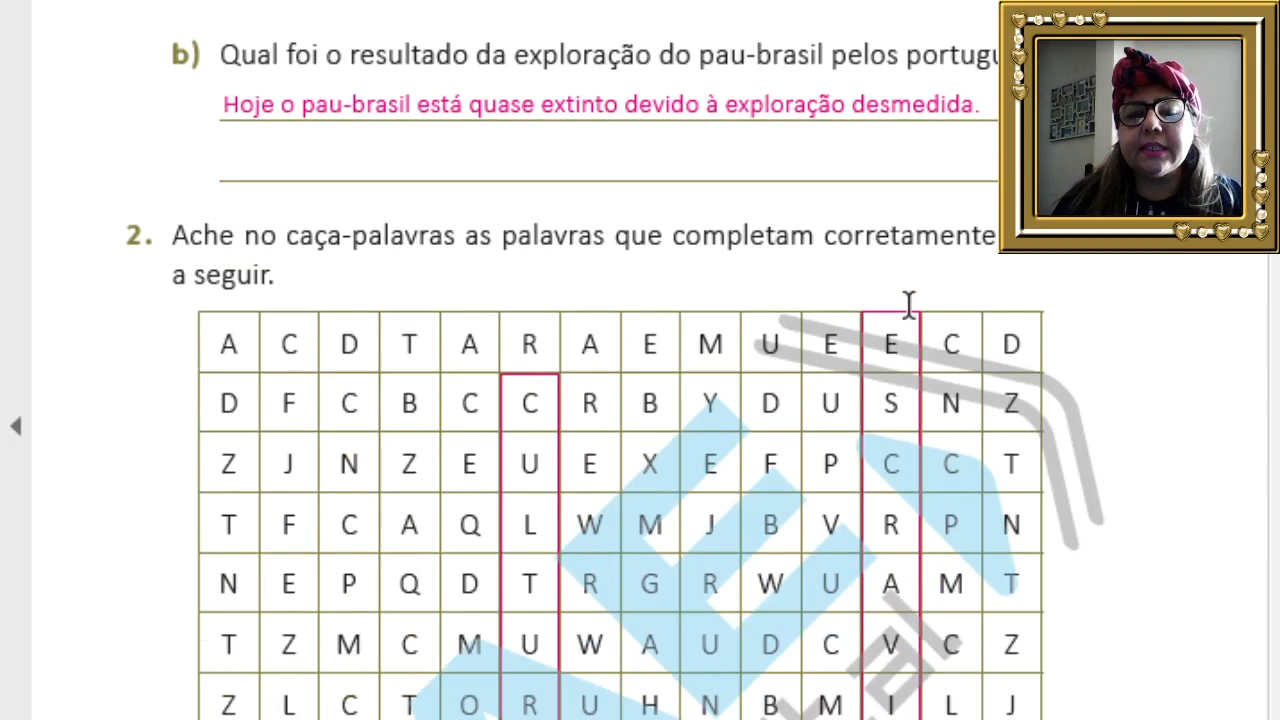 b) Qual foi o resultado da exploração do pau-brasil pelos portugu
Hoje o pau-brasil está quase extinto devido à exploração desmedida.
2. Ache no caça-palavras as palavras que completam corretamente
a seguir.
A C D T A R A E M U E E C D
D F C B C C R B Y D U S N Z
Z J N Z E U E X E F P C C T
T F C A Q L W M J B V R P N
N E P Q D T R G R W U A M T
T Z M C M U W A U D C V C Z
Z L C T O R U H N B M I L J